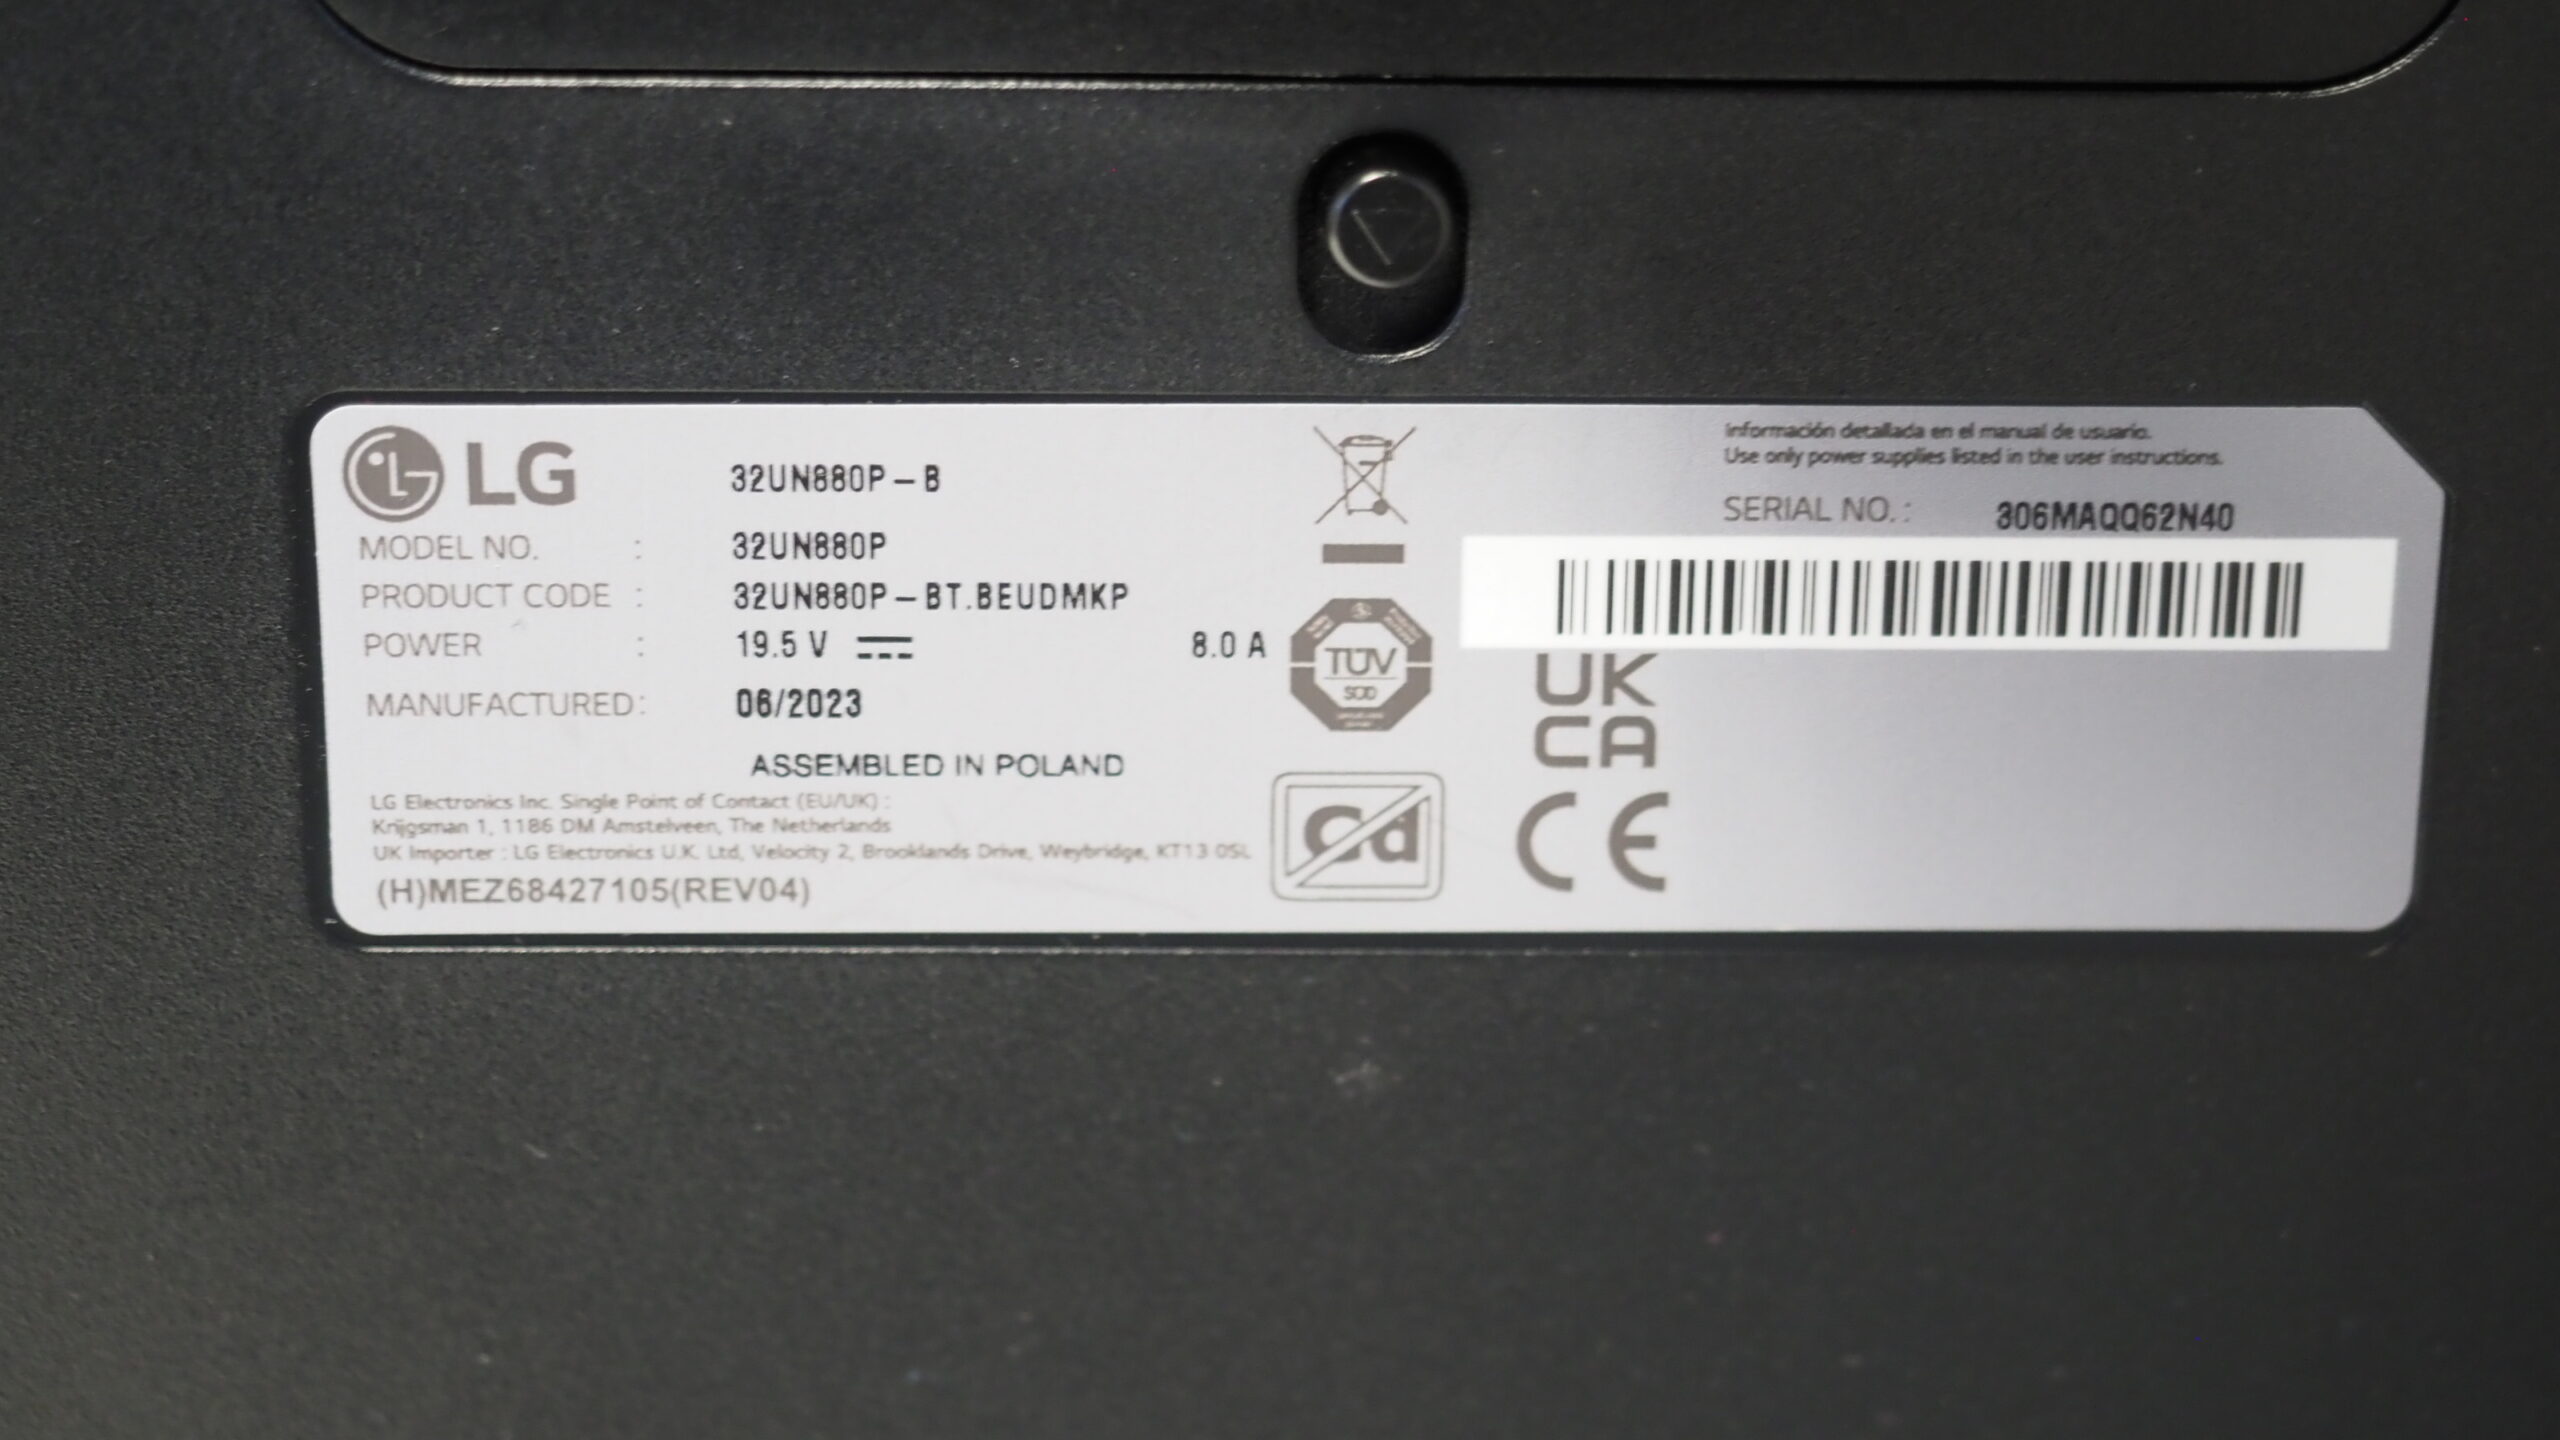 LG
32UN880P-B
MODEL NO. : 32UN880P
PRODUCT CODE : 32UN880P-BT.BEUDMKP
POWER : 19.5 V 8.0 A
MANUFACTURED: 06/2023
ASSEMBLED IN POLAND
LG Electronics Inc. Single Point of Contact (EU/UK) :
Krijgsman 1, 1186 DM Amstelveen, The Netherlands
UK Importer : LG Electronics U.K. Ltd, Velocity 2, Brooklands Drive, Weybridge, KT13 0SL
(H)MEZ68427105(REV04)
TÜV
SÜD
Cd
Información detallada en el manual de usuario.
Use only power supplies listed in the user instructions.
SERIAL NO.: 306MAQQ62N40
UK
CA
CE